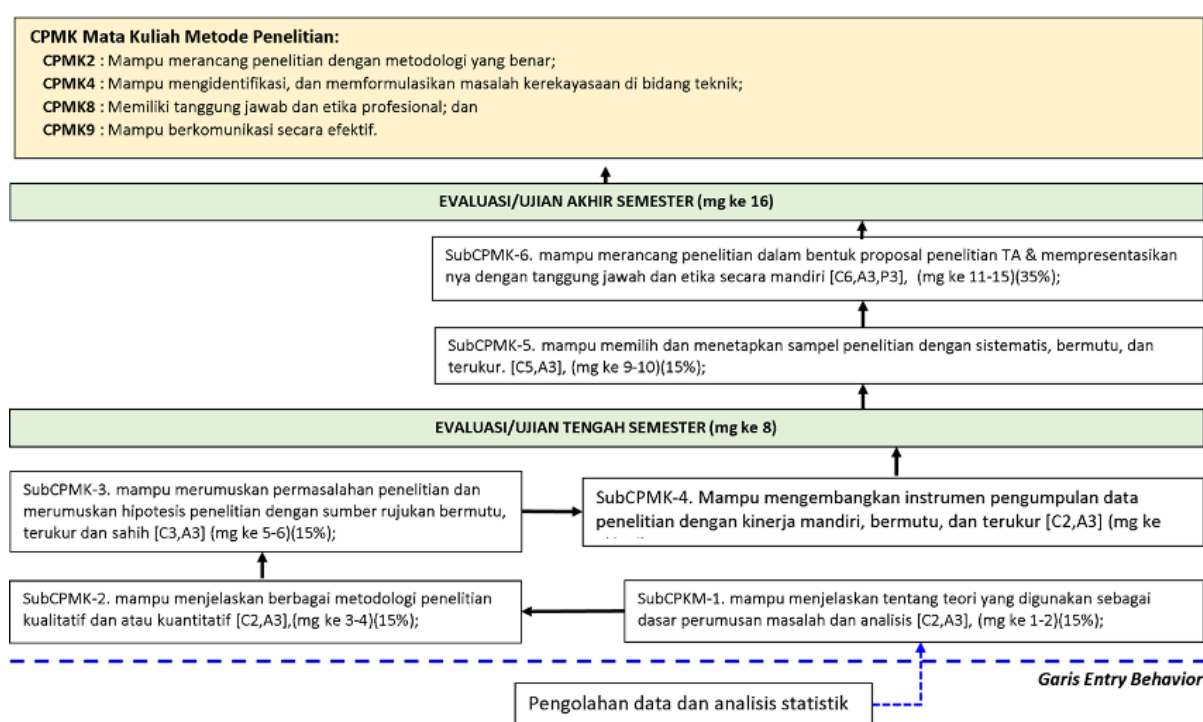 CPMK Mata Kuliah Metode Penelitian:
CPMK2 : Mampu merancang penelitian dengan metodologi yang benar;
CPMK4 : Mampu mengidentifikasi, dan memformulasikan masalah kerekayasaan di bidang teknik;
CPMK8 : Memiliki tanggung jawab dan etika profesional; dan
CPMK9 : Mampu berkomunikasi secara efektif.
EVALUASI/UJIAN AKHIR SEMESTER (mg ke 16)
SubCPMK-6. mampu merancang penelitian dalam bentuk proposal penelitian TA & mempresentasikan
nya dengan tanggung jawah dan etika secara mandiri [C6,A3,P3], (mg ke 11-15)(35%);
SubCPMK-5. mampu memilih dan menetapkan sampel penelitian dengan sistematis, bermutu, dan
terukur. [C5,A3], (mg ke 9-10)(15%);
EVALUASI/UJIAN TENGAH SEMESTER (mg ke 8)
SubCPMK-3. mampu merumuskan permasalahan penelitian dan
merumuskan hipotesis penelitian dengan sumber rujukan bermutu,
terukur dan sahih [C3,A3] (mg ke 5-6)(15%);
SubCPMK-4. Mampu mengembangkan instrumen pengumpulan data
penelitian dengan kinerja mandiri, bermutu, dan terukur [C2,A3] (mg ke
SubCPMK-2. mampu menjelaskan berbagai metodologi penelitian
kualitatif dan atau kuantitatif [C2,A3],(mg ke 3-4)(15%);
SubCPKM-1. mampu menjelaskan tentang teori yang digunakan sebagai
dasar perumusan masalah dan analisis [C2,A3], (mg ke 1-2)(15%);
Garis Entry Behavior
Pengolahan data dan analisis statistik